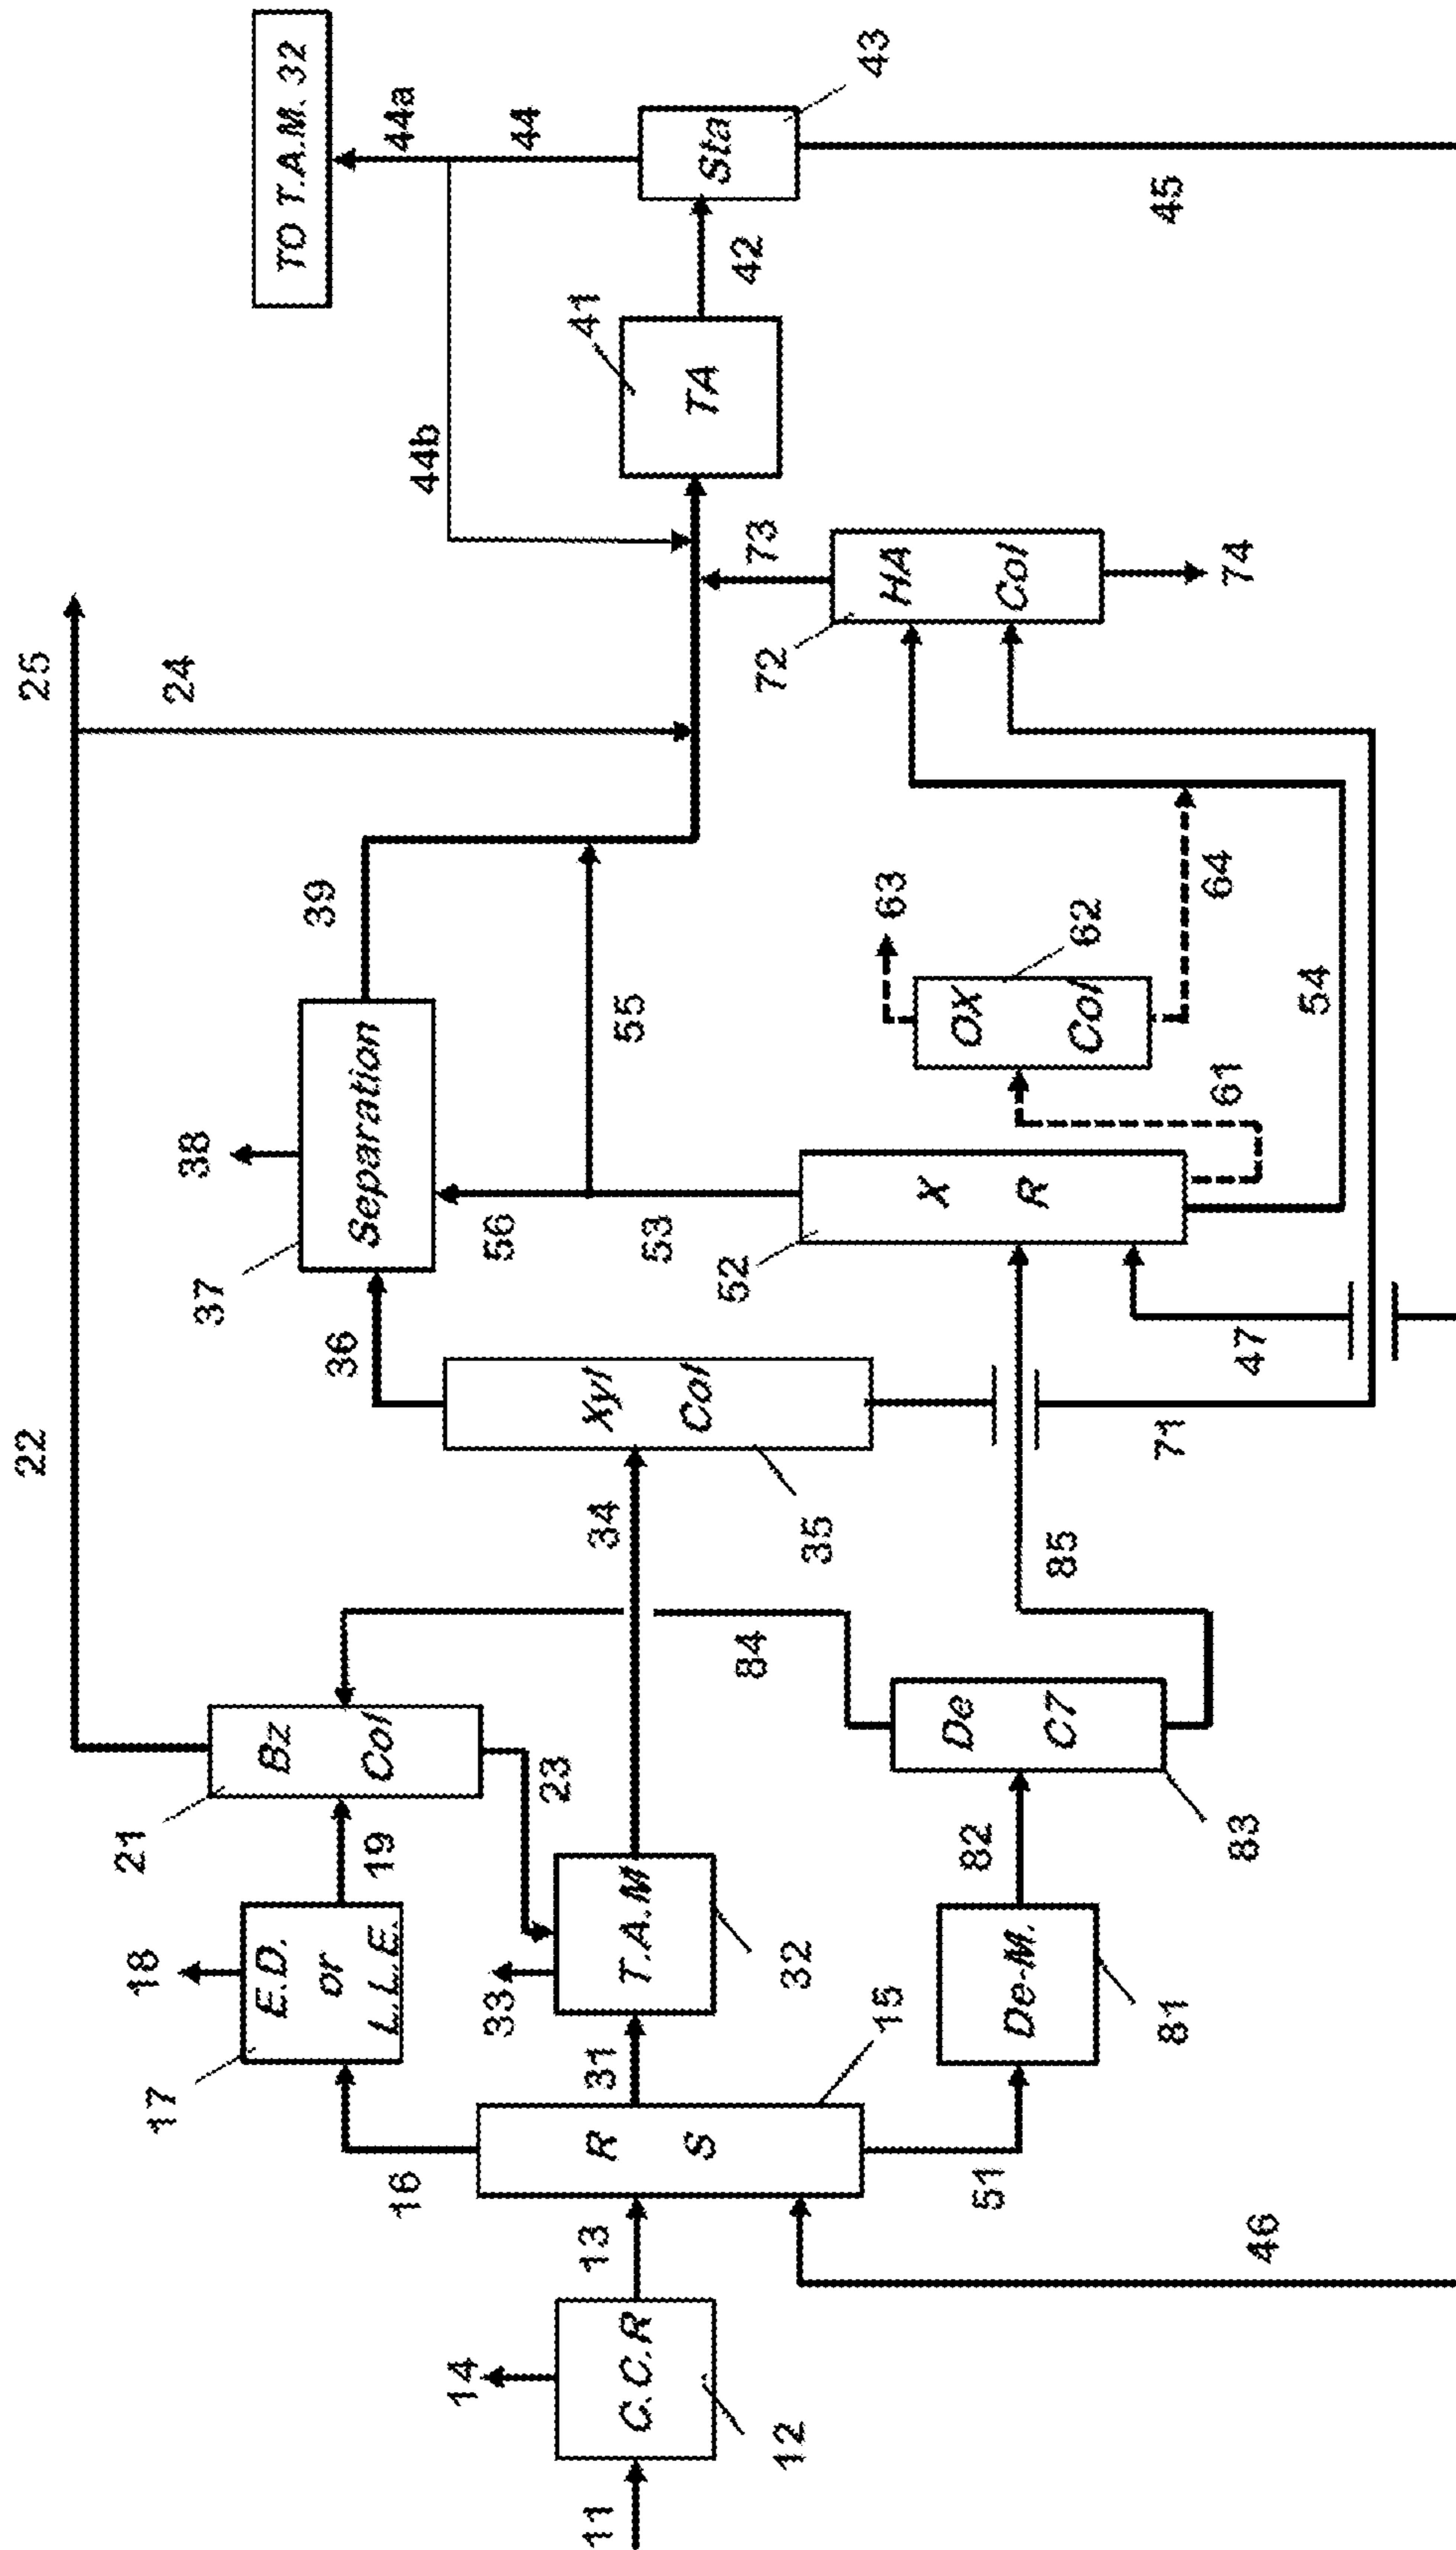 TO T.A.M. 32
25
22
44a
44
24
44b
43
Sta
38
39
41
42
45
18
21
Bz
Col
37
36
Separation
TA
17
E.D.
or
L.L.E.
19
23
56
55
73
16
33
34
53
63
72
HA
Col
74
14
13
31
T.A.M
32
Xyl
Col
35
52
X
R
OX
Col
62
64
11
C.C.R
12
R
S
15
84
85
71
47
61
54
51
De-M.
81
82
De
C7
83
46